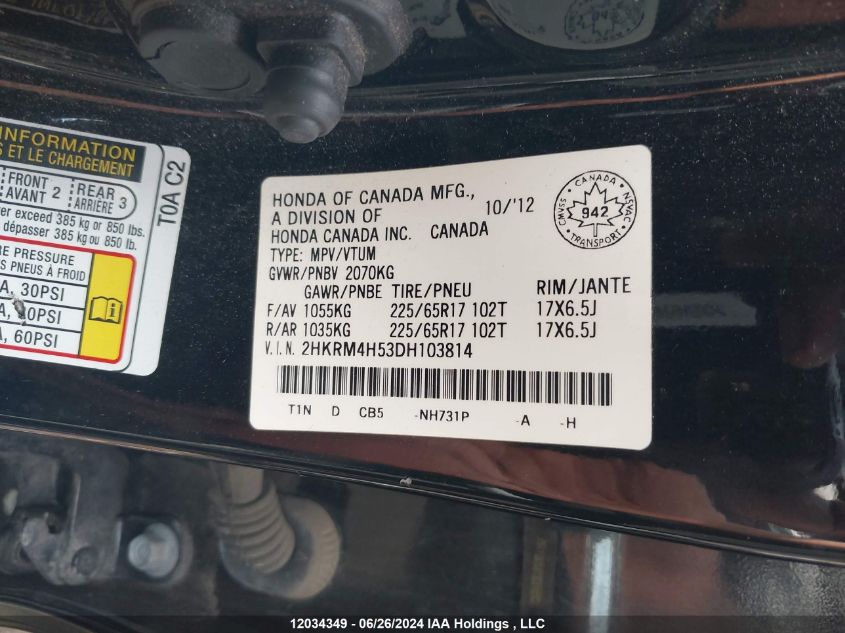 INFORMATION
S ET LE CHARGEMENT
FRONT AVANT 2 REAR ARRIÈRE 3
er exceed 385 kg or 850 lbs.
dépasser 385 kg ou 850 lb.
RE PRESSURE
S PNEUS À FROID
A, 30PSI
A, 60PSI
T0A C2
HONDA OF CANADA MFG.,
A DIVISION OF 10/'12
HONDA CANADA INC. CANADA
TYPE: MPV/VTUM
GVWR/PNBV 2070KG
GAWR/PNBE TIRE/PNEU RIM/JANTE
F/AV 1055KG 225/65R17 102T 17X6.5J
R/AR 1035KG 225/65R17 102T 17X6.5J
V.I.N. 2HKRM4H53DH103814
T1N D CB5 -NH731P -A -H
CANADA
942
TRANSPORT
CMVSS
NSVAC
12034349 - 06/26/2024 IAA Holdings , LLC